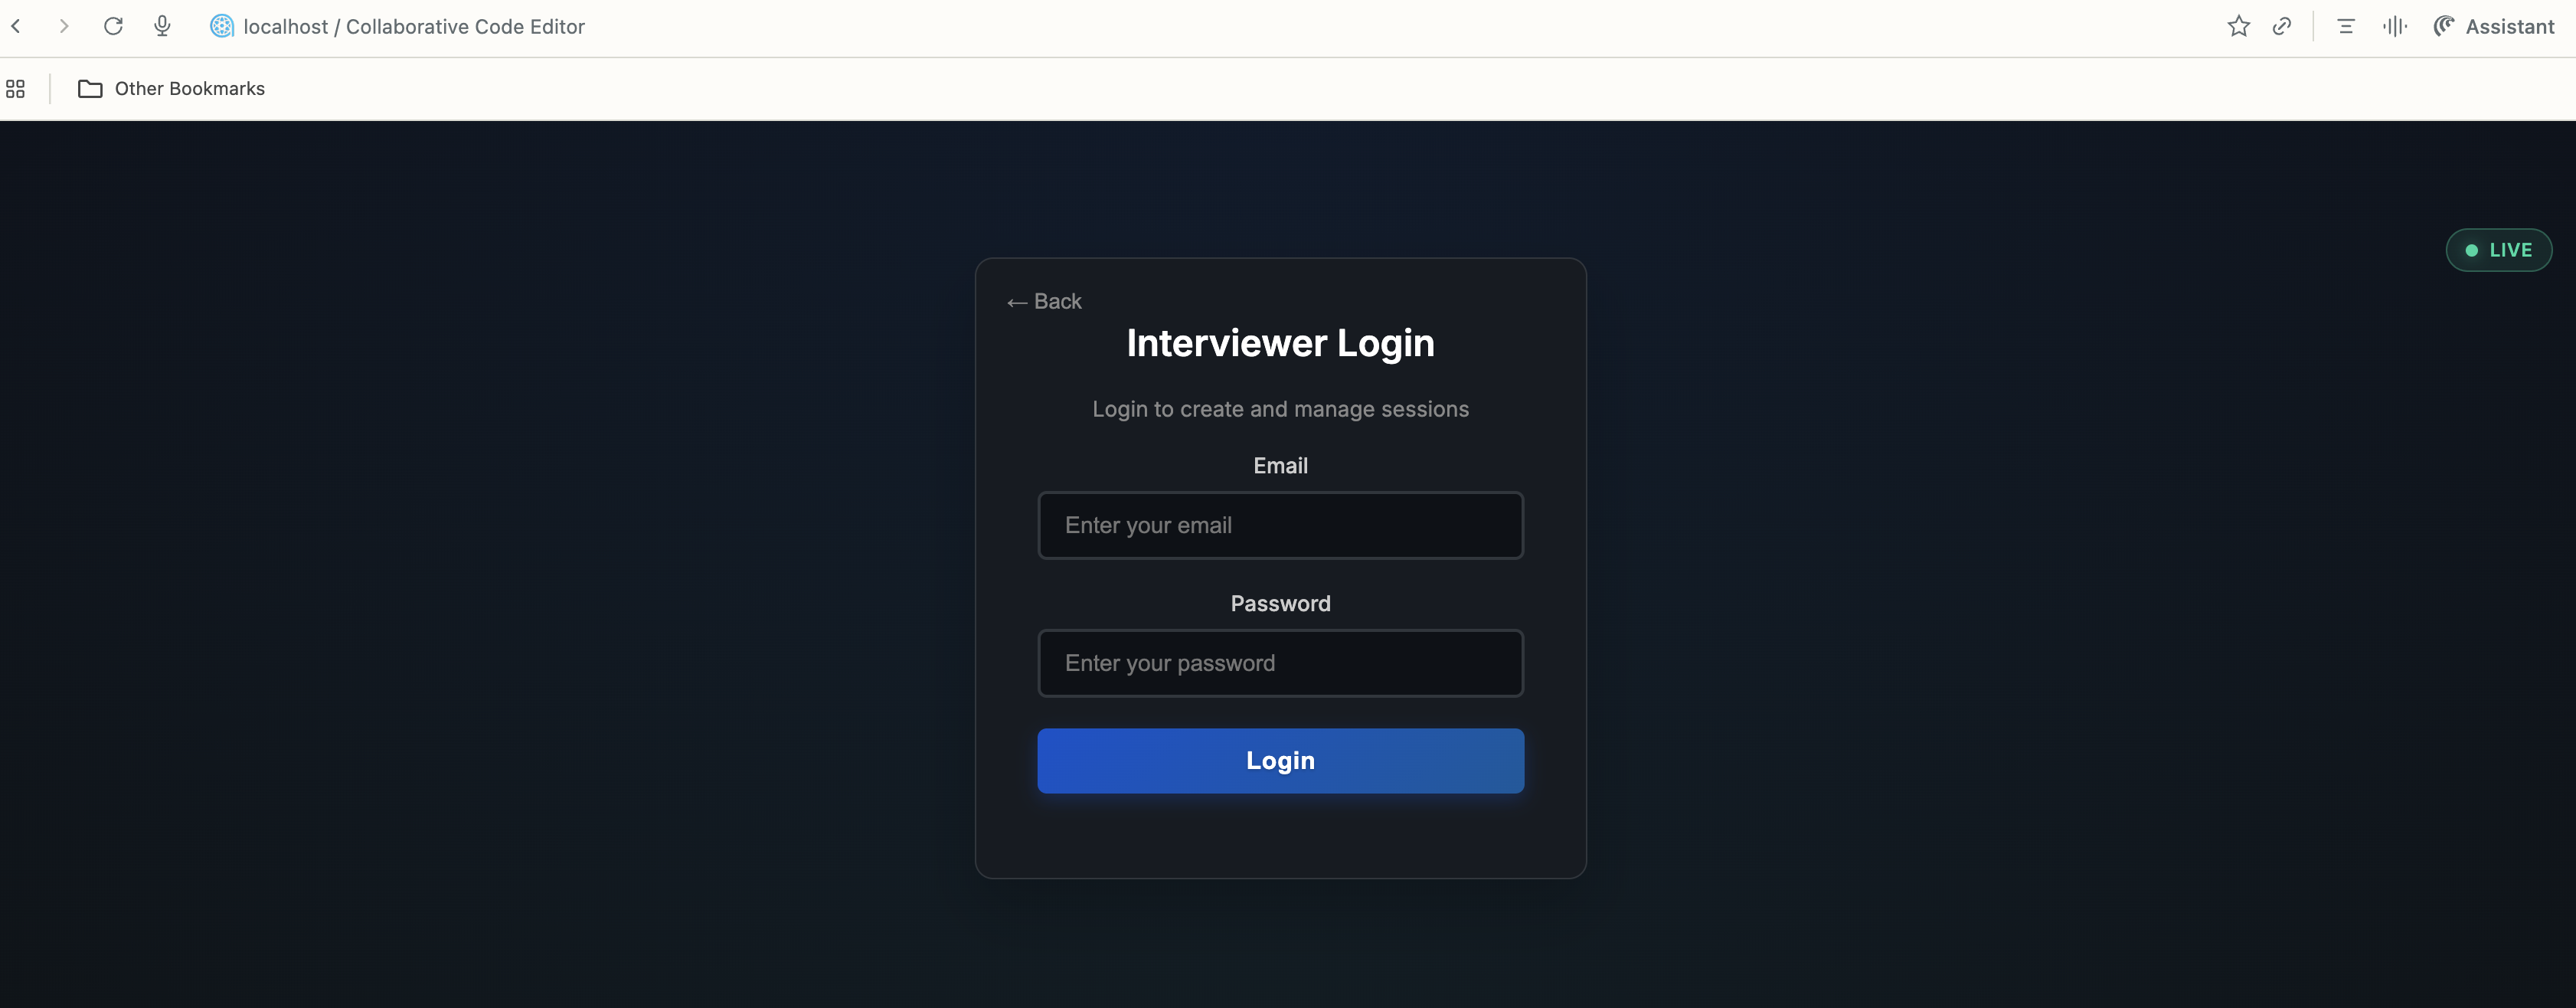 localhost / Collaborative Code Editor
Assistant
Other Bookmarks
LIVE
← Back
Interviewer Login
Login to create and manage sessions
Email
Enter your email
Password
Enter your password
Login